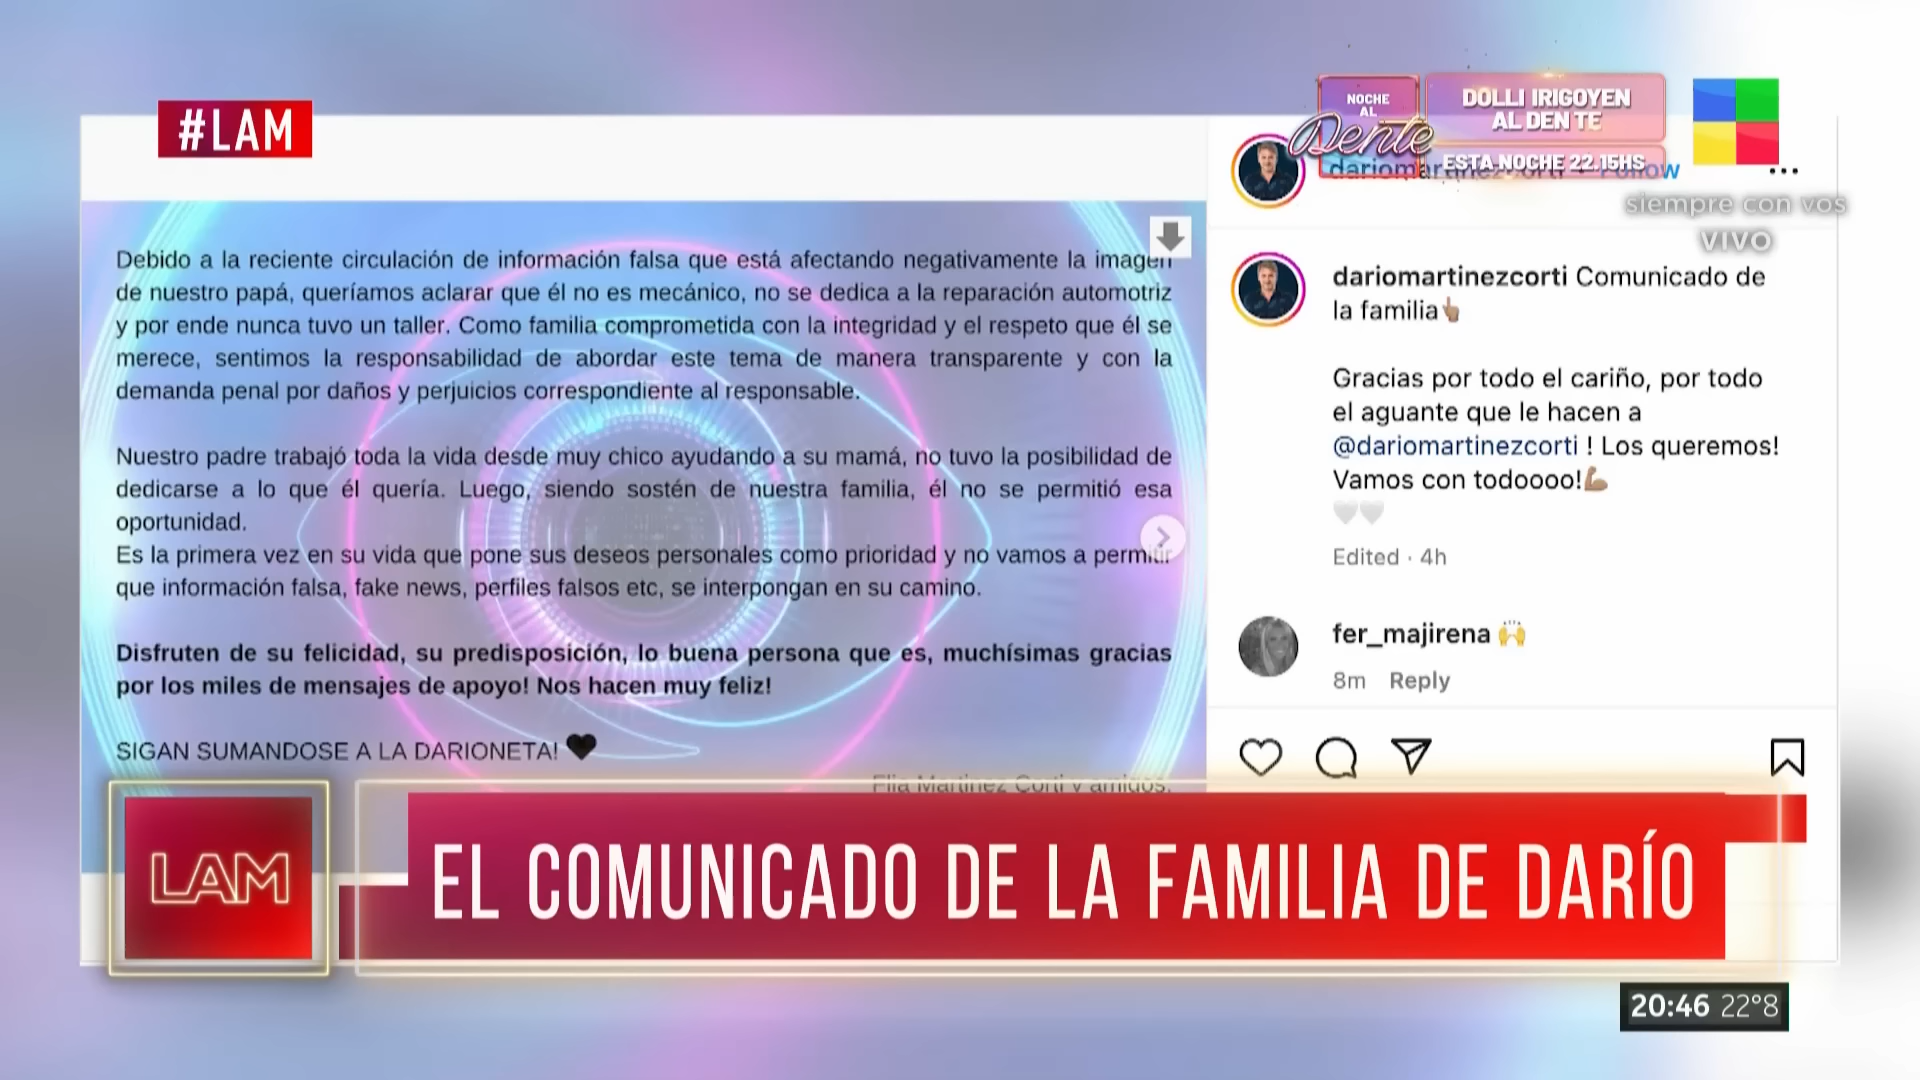 #LAM
NOCHE
AL
Dente
DOLLI IRIGOYEN
AL DENTE
ESTA NOCHE 22.15HS
siempre con vos
VIVO
Debido a la reciente circulación de información falsa que está afectando negativamente la imagen
de nuestro papá, queríamos aclarar que él no es mecánico, no se dedica a la reparación automotriz
y por ende nunca tuvo un taller. Como familia comprometida con la integridad y el respeto que él se
merece, sentimos la responsabilidad de abordar este tema de manera transparente y con la
demanda penal por daños y perjuicios correspondiente al responsable.
Nuestro padre trabajó toda la vida desde muy chico ayudando a su mamá, no tuvo la posibilidad de
dedicarse a lo que él quería. Luego, siendo sostén de nuestra familia, él no se permitió esa
oportunidad.
Es la primera vez en su vida que pone sus deseos personales como prioridad y no vamos a permitir
que información falsa, fake news, perfiles falsos etc, se interpongan en su camino.
Disfruten de su felicidad, su predisposición, lo buena persona que es, muchísimas gracias
por los miles de mensajes de apoyo! Nos hacen muy feliz!
SIGAN SUMANDOSE A LA DARIONETA! 🖤
Martinez Corti y amigos.
dariomartinezcorti • Follow
dariomartinezcorti Comunicado de
la familia👆🏽
Gracias por todo el cariño, por todo
el aguante que le hacen a
@dariomartinezcorti ! Los queremos!
Vamos con todoooo!💪🏽
🤍🤍
Edited · 4h
fer_majirena 🙌
8m Reply
LAM
EL COMUNICADO DE LA FAMILIA DE DARÍO
20:46 22°8